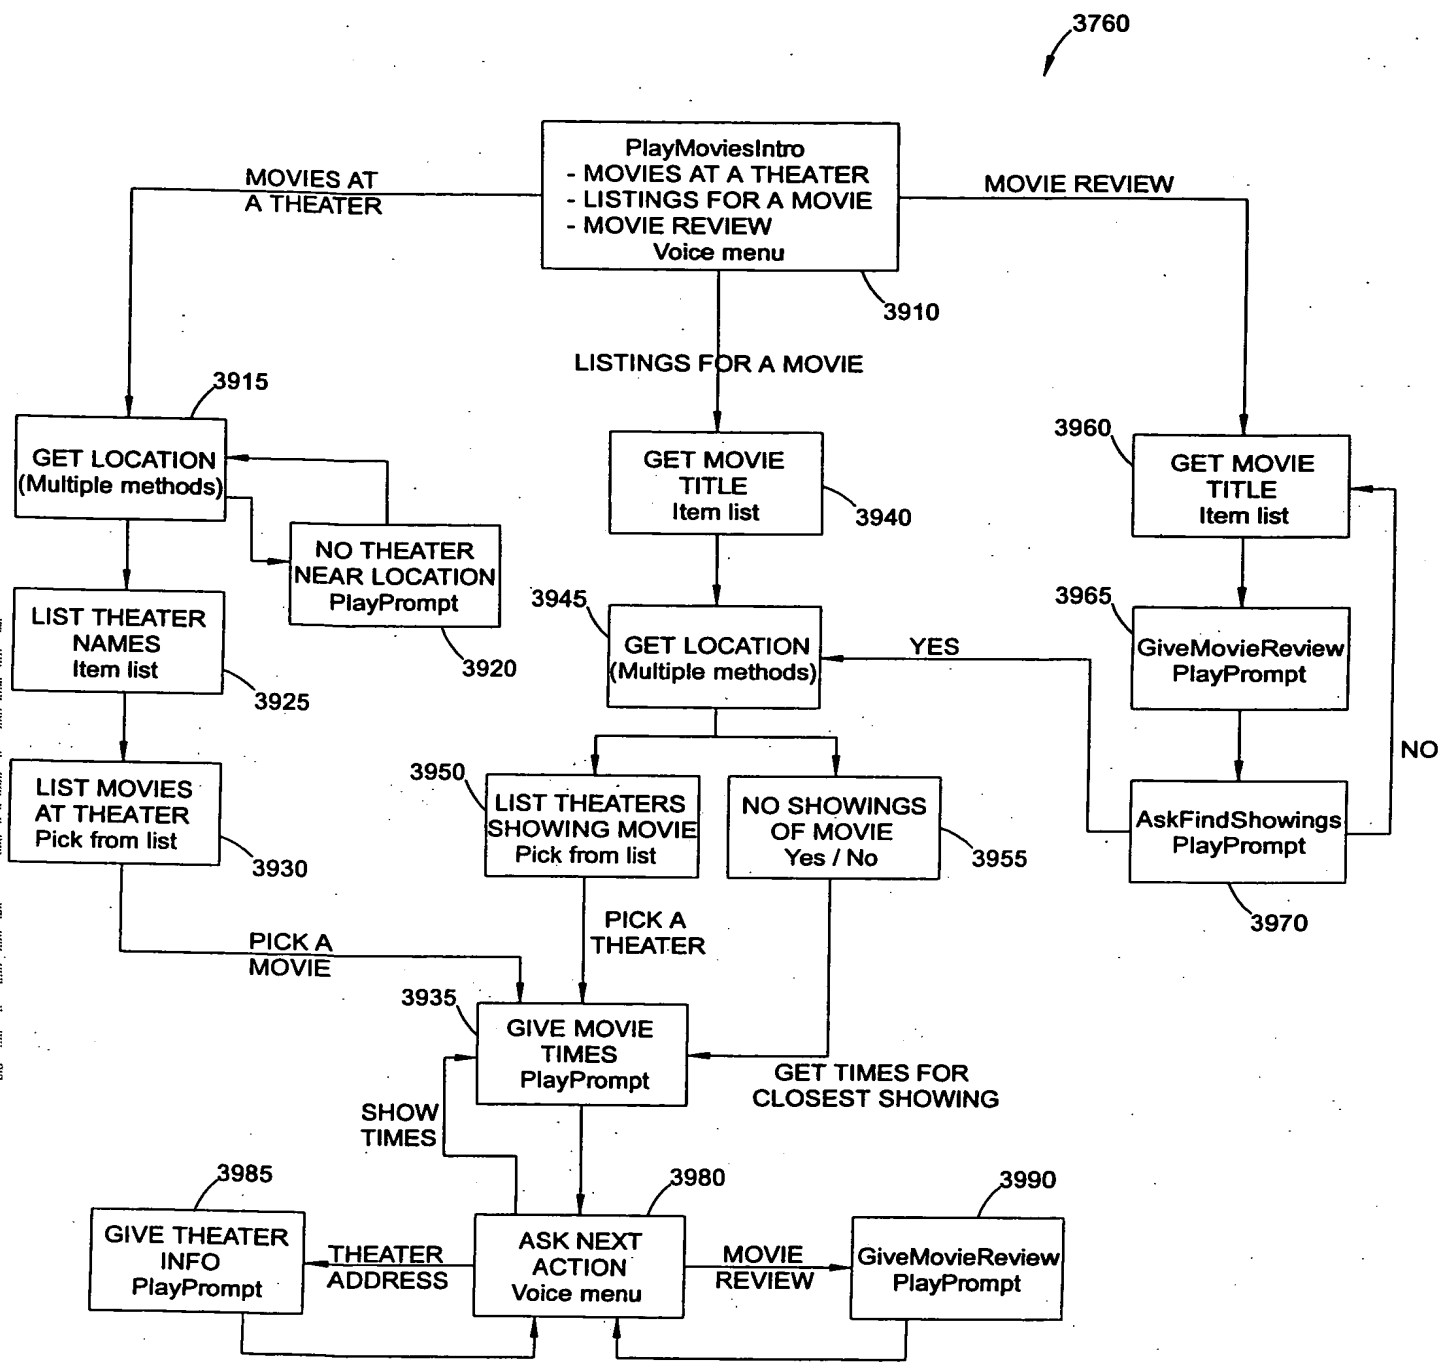 3760
PlayMoviesIntro
- MOVIES AT A THEATER
- LISTINGS FOR A MOVIE
- MOVIE REVIEW
Voice menu
3910
MOVIES AT
A THEATER
MOVIE REVIEW
LISTINGS FOR A MOVIE
3915
GET LOCATION
(Multiple methods)
NO THEATER
NEAR LOCATION
PlayPrompt
3920
LIST THEATER
NAMES
Item list
3925
LIST MOVIES
AT THEATER
Pick from list
3930
PICK A
MOVIE
GET MOVIE
TITLE
Item list
3940
3945
GET LOCATION
(Multiple methods)
YES
3950
LIST THEATERS
SHOWING MOVIE
Pick from list
NO SHOWINGS
OF MOVIE
Yes / No
3955
PICK A
THEATER
3960
GET MOVIE
TITLE
Item list
3965
GiveMovieReview
PlayPrompt
NO
AskFindShowings
PlayPrompt
3970
3935
GIVE MOVIE
TIMES
PlayPrompt
GET TIMES FOR
CLOSEST SHOWING
SHOW
TIMES
3985
GIVE THEATER
INFO
PlayPrompt
THEATER
ADDRESS
3980
ASK NEXT
ACTION
Voice menu
MOVIE
REVIEW
3990
GiveMovieReview
PlayPrompt